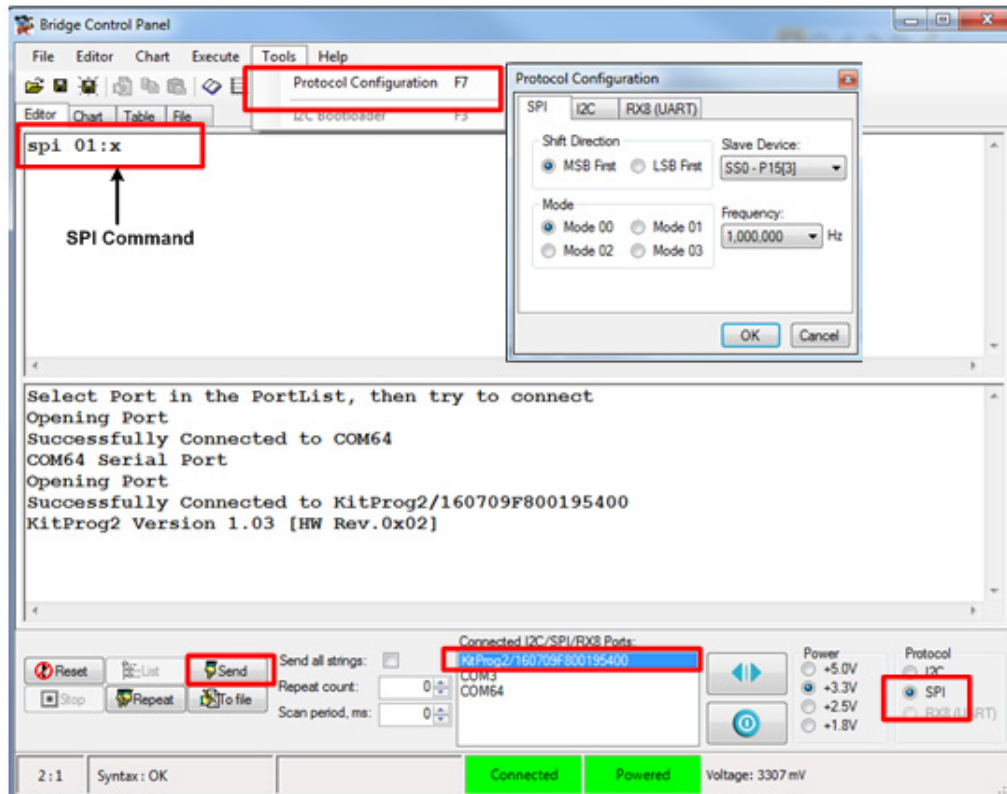 Bridge Control Panel
File Editor Chart Execute Tools Help
Protocol Configuration F7
I2C Bootloader F3
Editor Chart Table File
spi 01:x
SPI Command
Protocol Configuration
SPI I2C RX8 (UART)
Shift Direction
MSB First LSB First
Slave Device:
SS0 - P15[3]
Mode
Mode 00 Mode 01
Mode 02 Mode 03
Frequency:
1,000,000 Hz
OK Cancel
Select Port in the PortList, then try to connect
Opening Port
Successfully Connected to COM64
COM64 Serial Port
Opening Port
Successfully Connected to KitProg2/160709F800195400
KitProg2 Version 1.03 [HW Rev.0x02]
Reset List Send
Stop Repeat To file
Send all strings:
Repeat count: 0
Scan period, ms: 0
Connected I2C/SPI/RX8 Ports:
KitProg2/160709F800195400
COM3
COM64
Power
+5.0V
+3.3V
+2.5V
+1.8V
Protocol
I2C
SPI
RX8 (UART)
2:1 Syntax: OK Connected Powered Voltage: 3307 mV